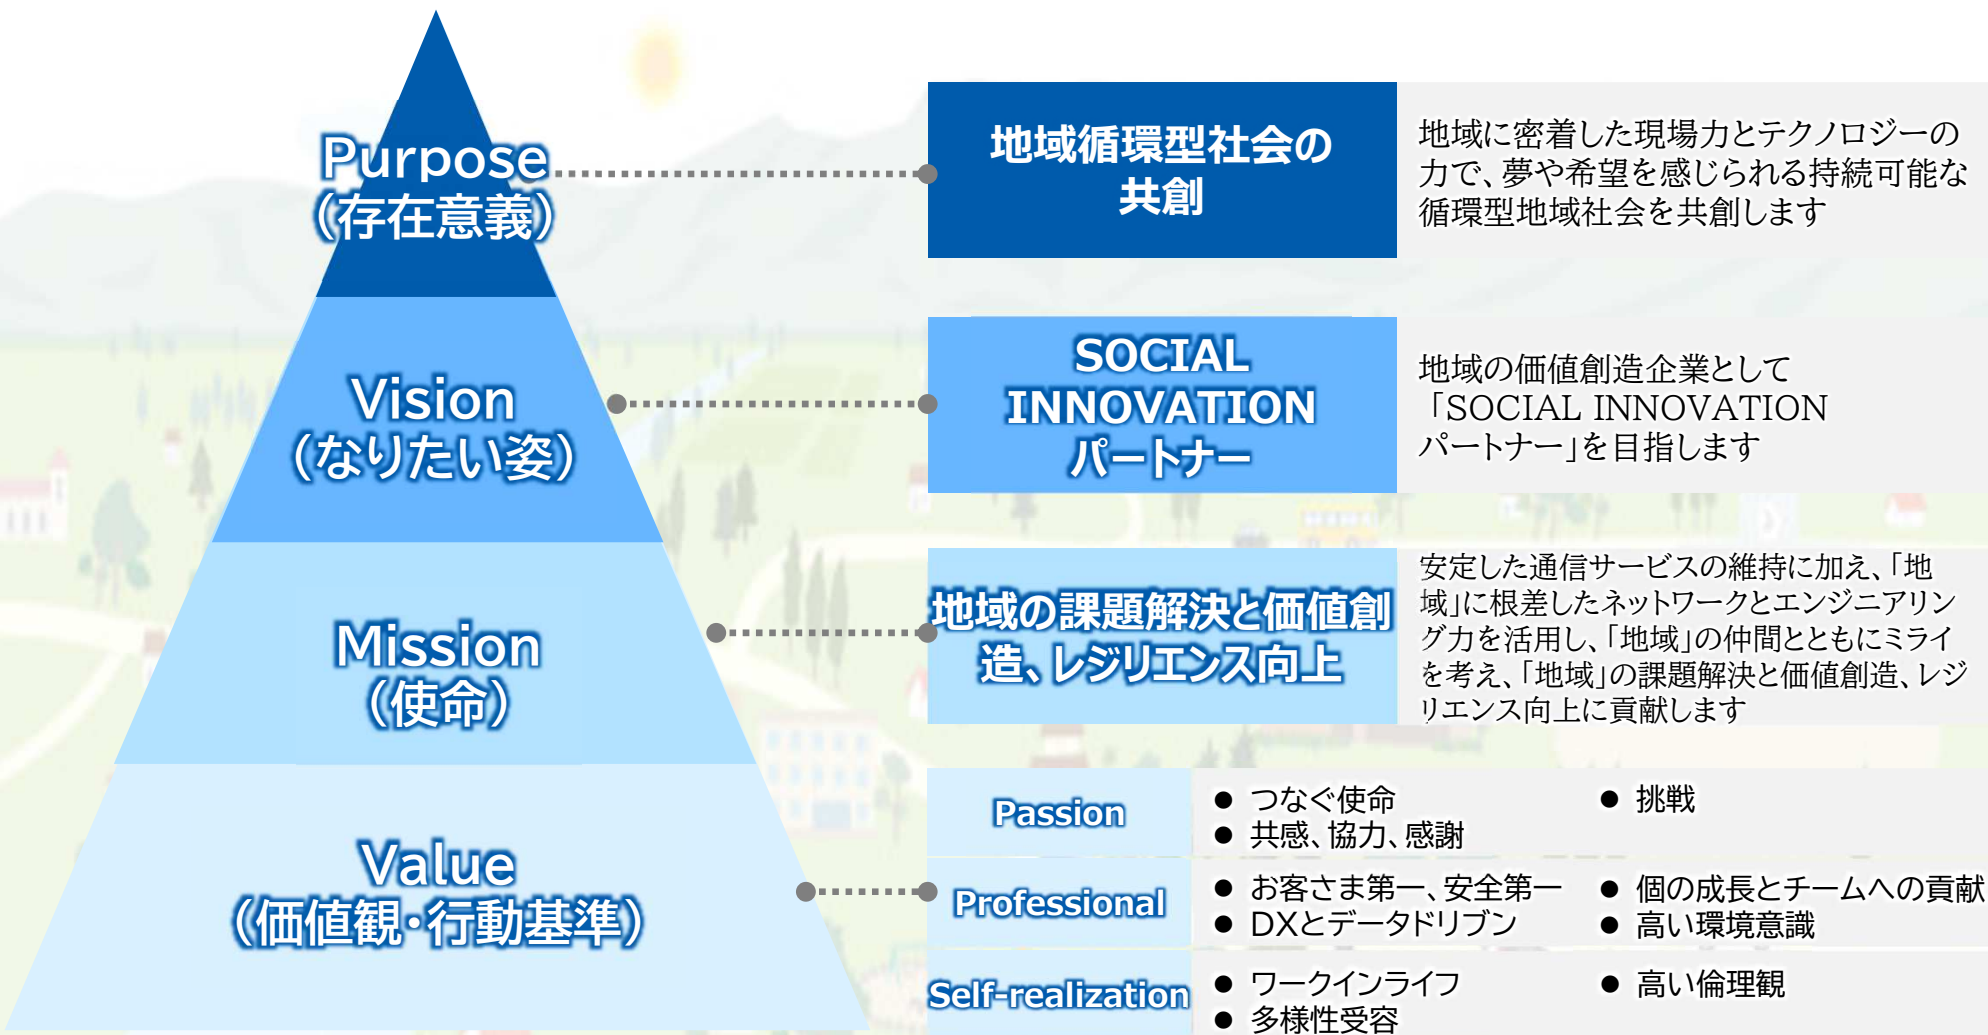 Purpose
（存在意義）
地域循環型社会の
共創
地域に密着した現場力とテクノロジーの
力で、夢や希望を感じられる持続可能な
循環型地域社会を共創します
Vision
（なりたい姿）
SOCIAL
INNOVATION
パートナー
地域の価値創造企業として
「SOCIAL INNOVATION
パートナー」を目指します
Mission
（使命）
地域の課題解決と価値創
造、レジリエンス向上
安定した通信サービスの維持に加え、「地
域」に根差したネットワークとエンジニアリン
グ力を活用し、「地域」の仲間とともにミライ
を考え、「地域」の課題解決と価値創造、レジ
リエンス向上に貢献します
Value
（価値観・行動基準）
Passion
● つなぐ使命
● 共感、協力、感謝
● 挑戦
Professional
● お客さま第一、安全第一
● DXとデータドリブン
● 個の成長とチームへの貢献
● 高い環境意識
Self-realization
● ワークインライフ
● 多様性受容
● 高い倫理観